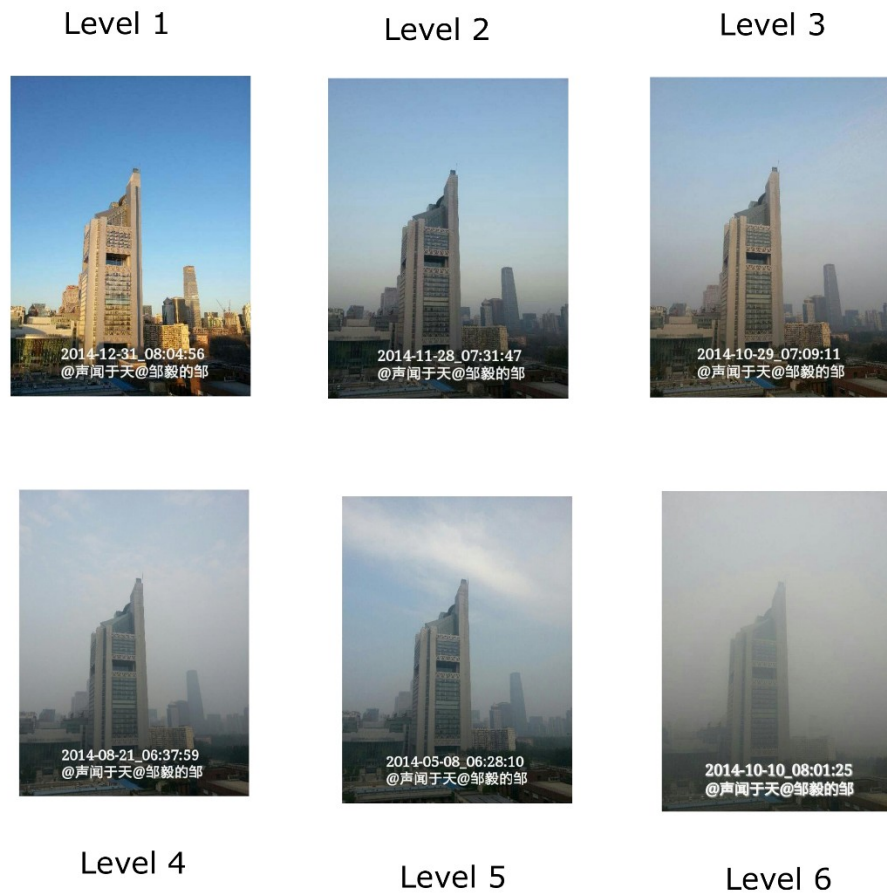 Level 1
Level 2
Level 3
2014-12-31_08:04:56
@声闻于天@邹毅的邹
2014-11-28_07:31:47
@声闻于天@邹毅的邹
2014-10-29_07:09:11
@声闻于天@邹毅的邹
2014-08-21_06:37:59
@声闻于天@邹毅的邹
2014-05-08_06:28:10
@声闻于天@邹毅的邹
2014-10-10_08:01:25
@声闻于天@邹毅的邹
Level 4
Level 5
Level 6